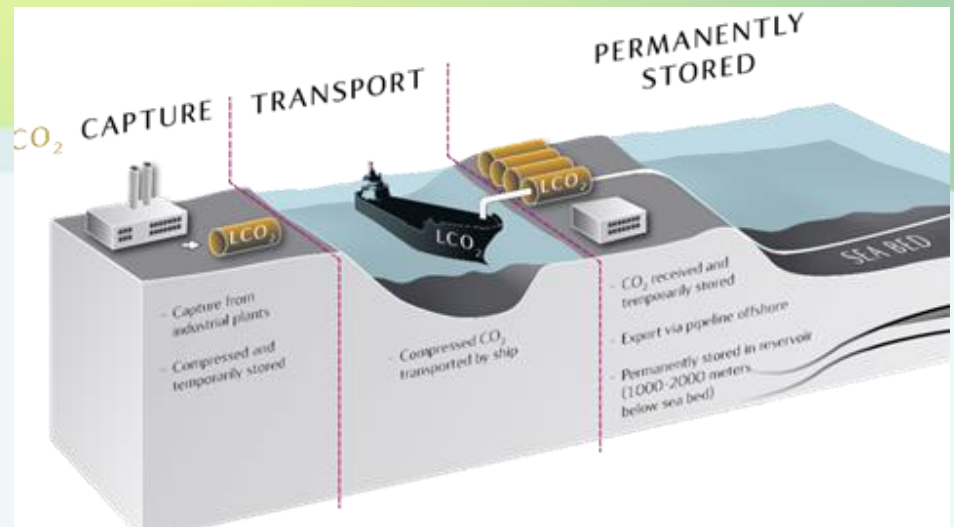 CO₂
CAPTURE
TRANSPORT
PERMANENTLY
STORED
LCO₂
LCO₂
LCO₂
SEA BED
- Capture from
industrial plants
- Compressed and
temporarily stored
- Compressed CO₂
transported by ship
- CO₂ received and
temporarily stored
- Export via pipeline offshore
- Permanently stored in reservoir
(1000-2000 meters
below sea bed)